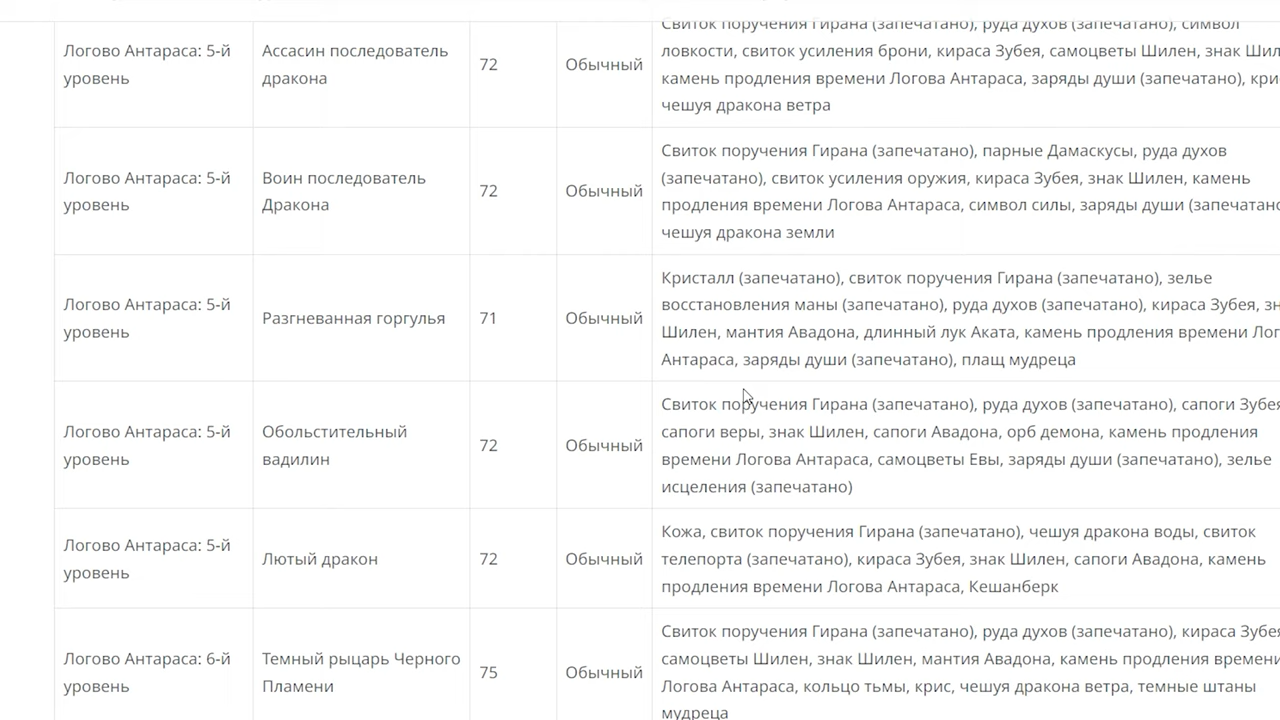 Свиток поручения Гирана (запечатано), руда духов (запечатано), символ
Логово Антараса: 5-й
уровень
Ассасин последователь
дракона
72
Обычный
ловкости, свиток усиления брони, кираса Зубея, самоцветы Шилен, знак
камень продления времени Логова Антараса, заряды души (запечатано),
чешуя дракона ветра
Логово Антараса: 5-й
уровень
Воин последователь
Дракона
72
Обычный
Свиток поручения Гирана (запечатано), парные Дамаскусы, руда духов
(запечатано), свиток усиления оружия, кираса Зубея, знак Шилен, камень
продления времени Логова Антараса, символ силы, заряды души
чешуя дракона земли
Логово Антараса: 5-й
уровень
Разгневанная горгулья
71
Обычный
Кристалл (запечатано), свиток поручения Гирана (запечатано), зелье
восстановления маны (запечатано), руда духов (запечатано), кираса Зубея,
Шилен, мантия Авадона, длинный лук Аката, камень продления времени
Антараса, заряды души (запечатано), плащ мудреца
Логово Антараса: 5-й
уровень
Обольстительный
вадилин
72
Обычный
Свиток поручения Гирана (запечатано), руда духов (запечатано), сапоги
сапоги веры, знак Шилен, сапоги Авадона, орб демона, камень продления
времени Логова Антараса, самоцветы Евы, заряды души (запечатано), зелье
исцеления (запечатано)
Логово Антараса: 5-й
уровень
Лютый дракон
72
Обычный
Кожа, свиток поручения Гирана (запечатано), чешуя дракона воды, свиток
телепорта (запечатано), кираса Зубея, знак Шилен, сапоги Авадона, камень
продления времени Логова Антараса, Кешанберк
Логово Антараса: 6-й
уровень
Темный рыцарь Черного
Пламени
75
Обычный
Свиток поручения Гирана (запечатано), руда духов (запечатано), кираса
самоцветы Шилен, знак Шилен, мантия Авадона, камень продления времени
Логова Антараса, кольцо тьмы, крис, чешуя дракона ветра, темные штаны
мудреца